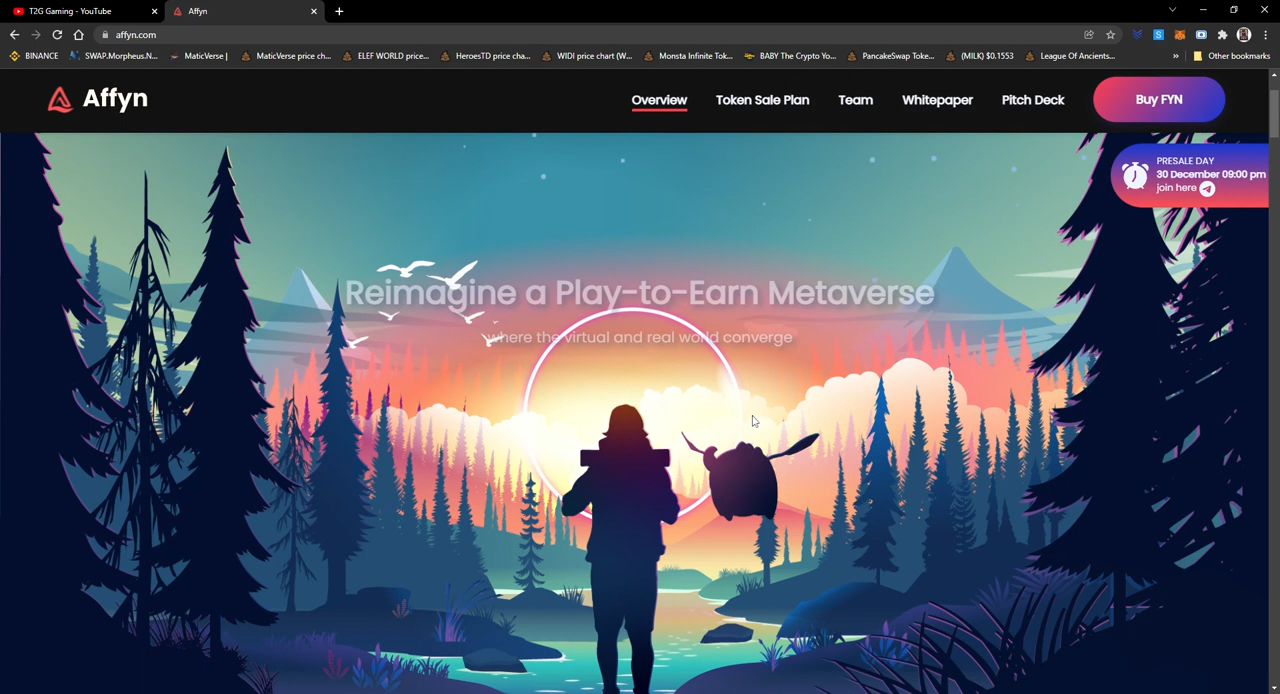 T2G Gaming - YouTube
Affyn
affyn.com
BINANCE
SWAP.Morpheus.N...
MaticVerse |
MaticVerse price ch...
ELEF WORLD price...
HeroesTD price cha...
WIDI price chart (W...
Monsta Infinite Tok...
BABY The Crypto Yo...
PancakeSwap Toke...
(MILK) $0.1553
League Of Ancients...
»
Other bookmarks
Affyn
Overview
Token Sale Plan
Team
Whitepaper
Pitch Deck
Buy FYN
PRESALE DAY
30 December 09:00 pm
join here
Reimagine a Play-to-Earn Metaverse
where the virtual and real world converge